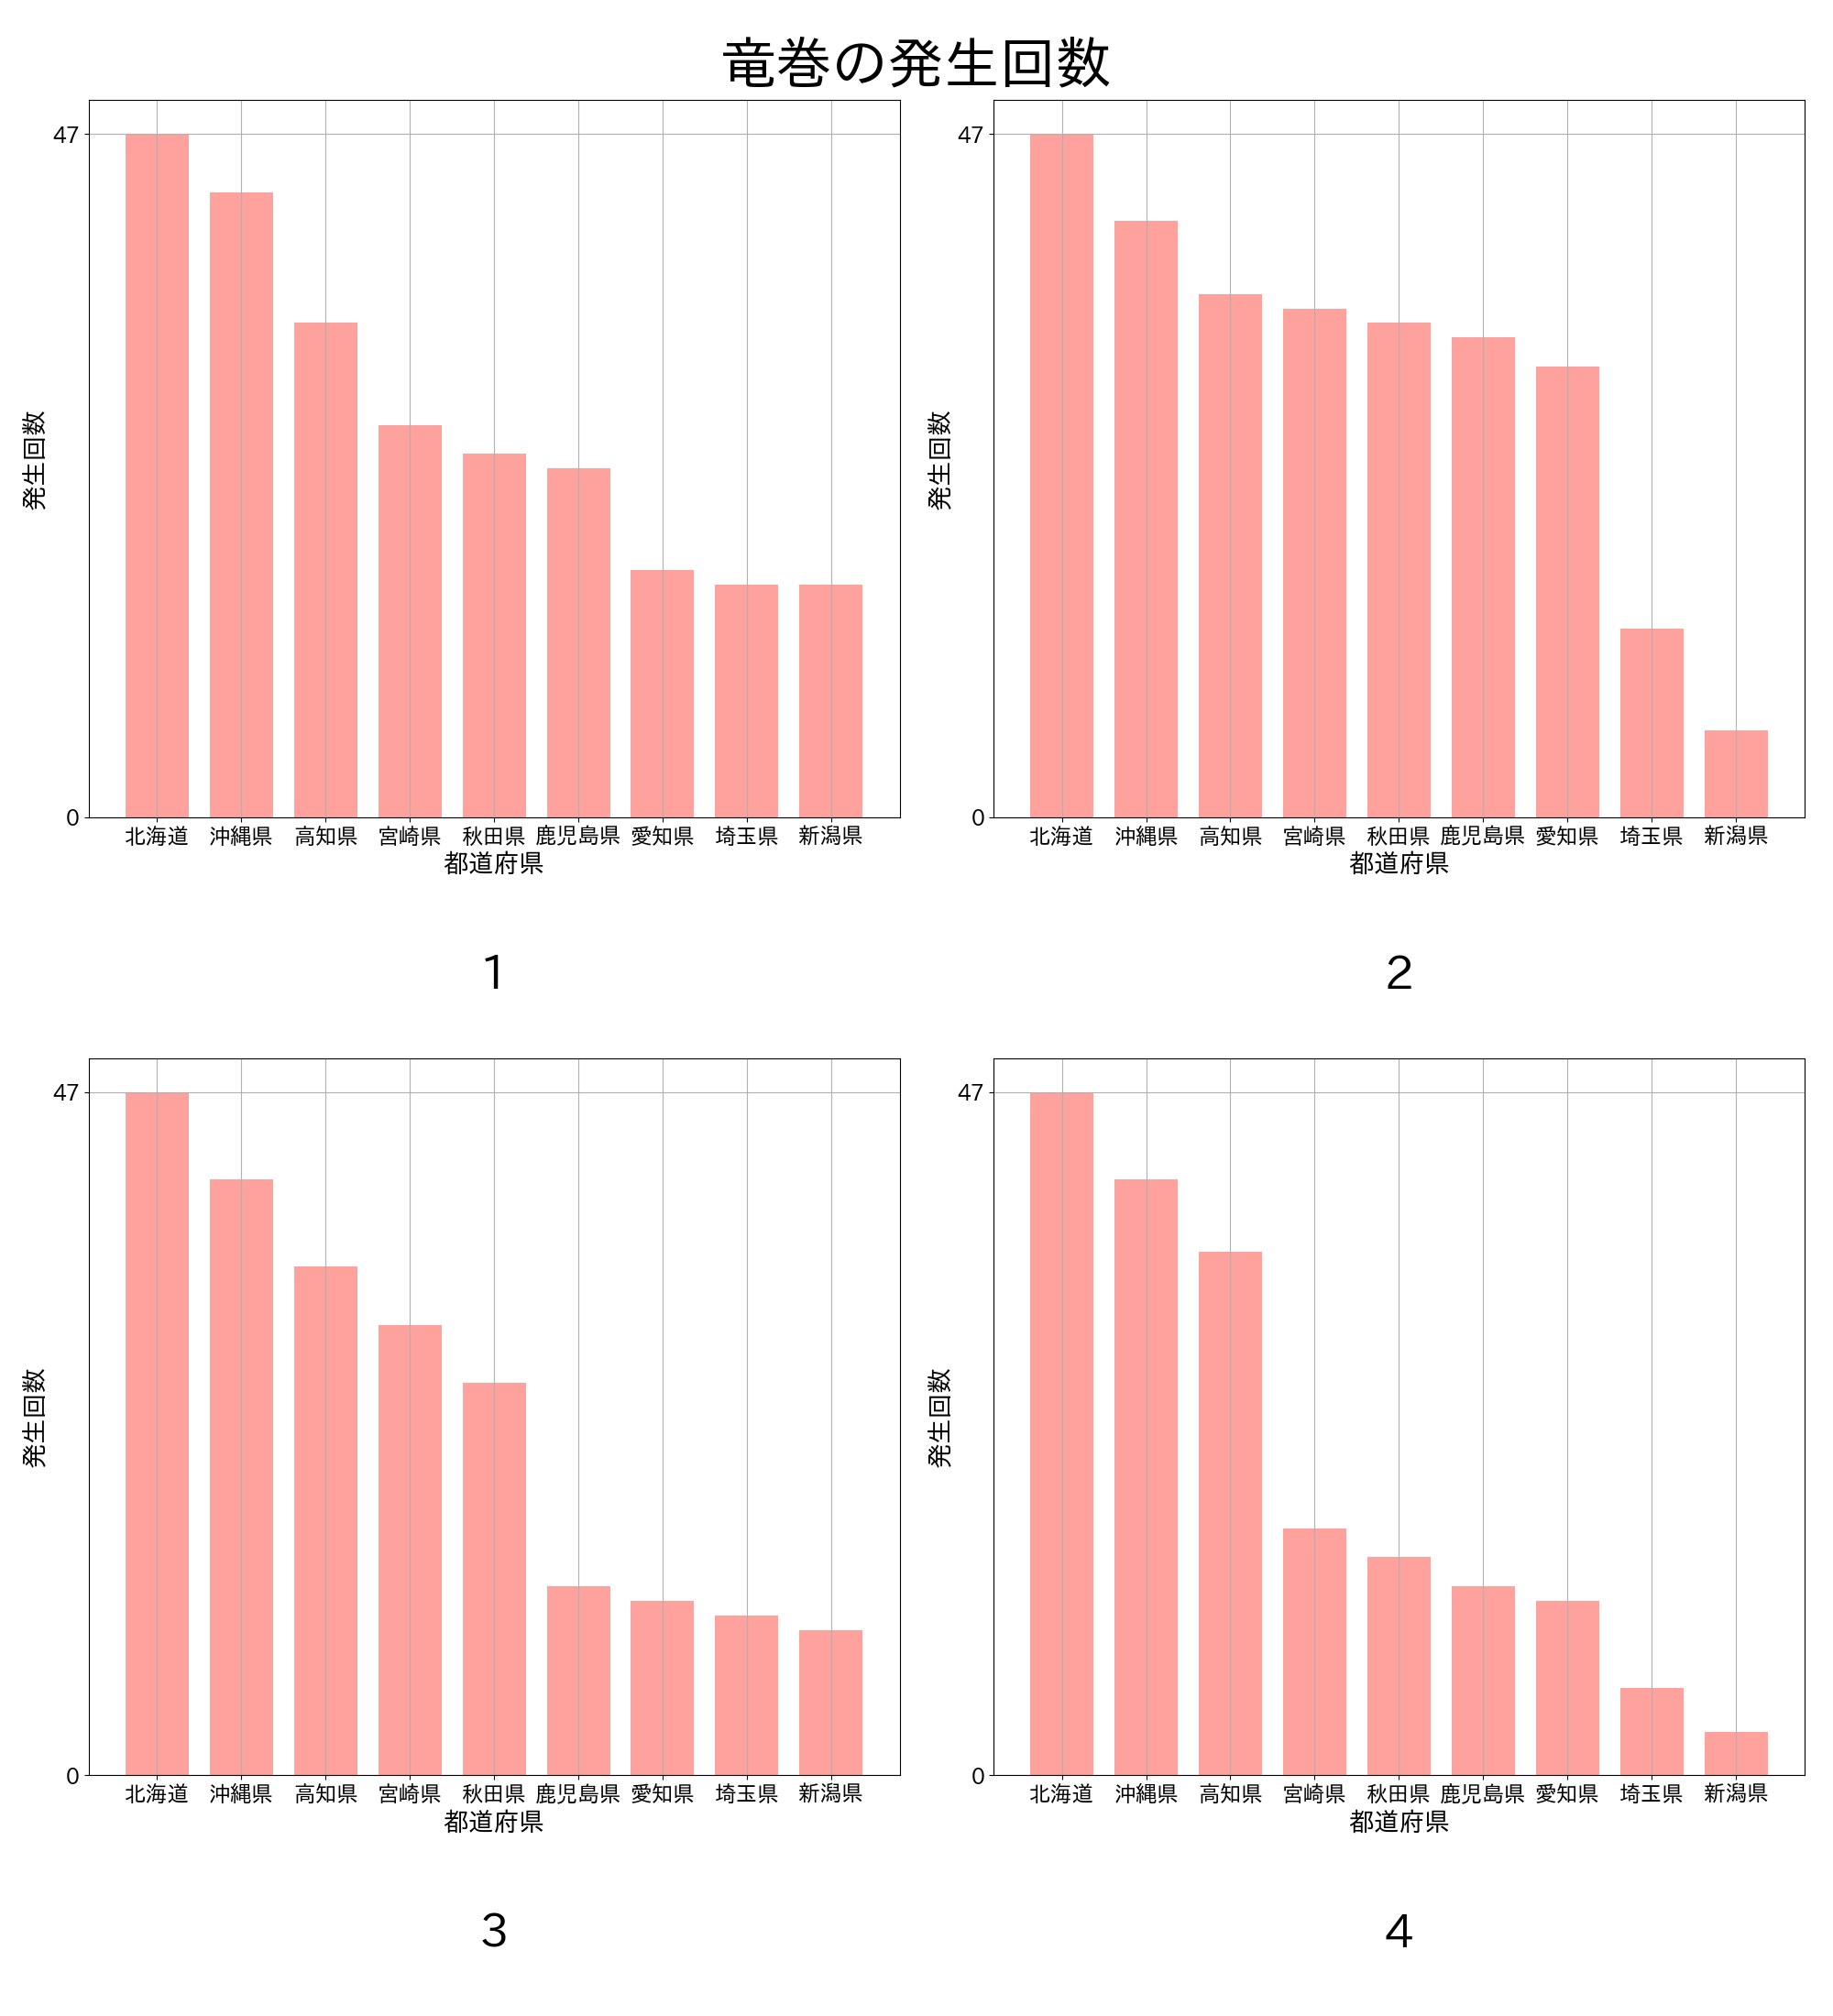 竜巻の発生回数
47
0
発生回数
北海道 沖縄県 高知県 宮崎県 秋田県 鹿児島県 愛知県 埼玉県 新潟県
都道府県
1
47
0
発生回数
北海道 沖縄県 高知県 宮崎県 秋田県 鹿児島県 愛知県 埼玉県 新潟県
都道府県
2
47
0
発生回数
北海道 沖縄県 高知県 宮崎県 秋田県 鹿児島県 愛知県 埼玉県 新潟県
都道府県
3
47
0
発生回数
北海道 沖縄県 高知県 宮崎県 秋田県 鹿児島県 愛知県 埼玉県 新潟県
都道府県
4